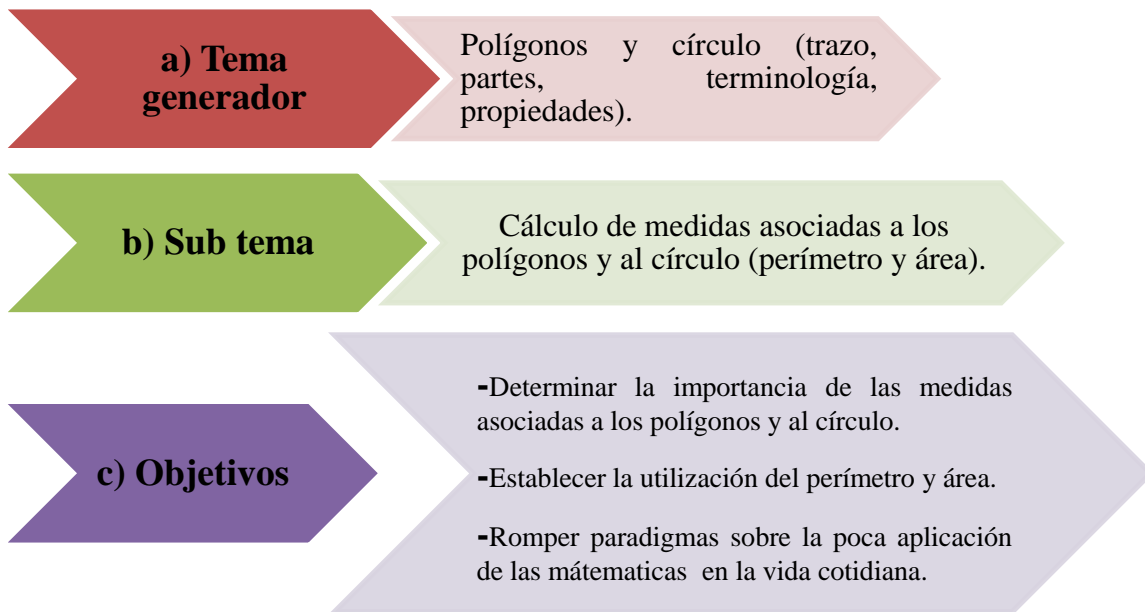 a) Tema
generador
Polígonos y círculo (trazo,
partes, terminología,
propiedades).
b) Sub tema
Cálculo de medidas asociadas a los
polígonos y al círculo (perímetro y área).
c) Objetivos
-Determinar la importancia de las medidas
asociadas a los polígonos y al círculo.
-Establecer la utilización del perímetro y área.
-Romper paradigmas sobre la poca aplicación
de las mátematicas en la vida cotidiana.